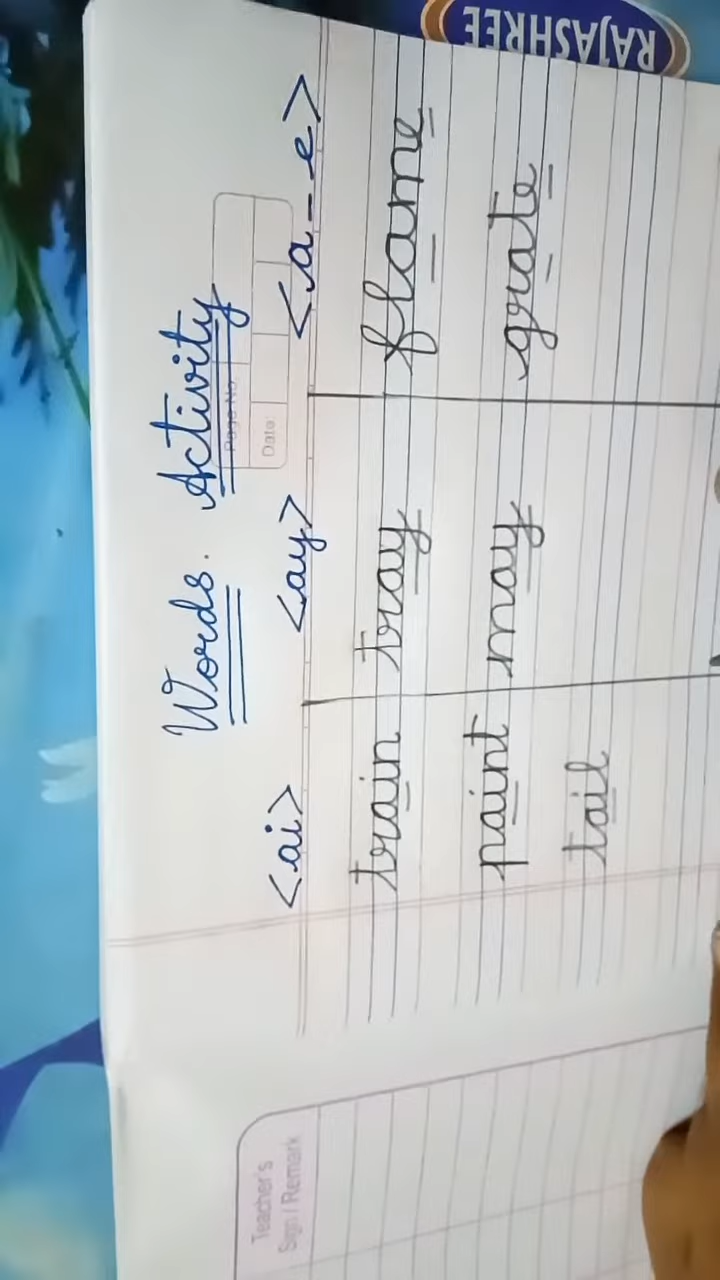 RAJASHREE
Words. Activity
Page No.
Date:
<ai> <ay> <a_e>
train tray flame
paint may grate
tail
Teacher's
Sign / Remark